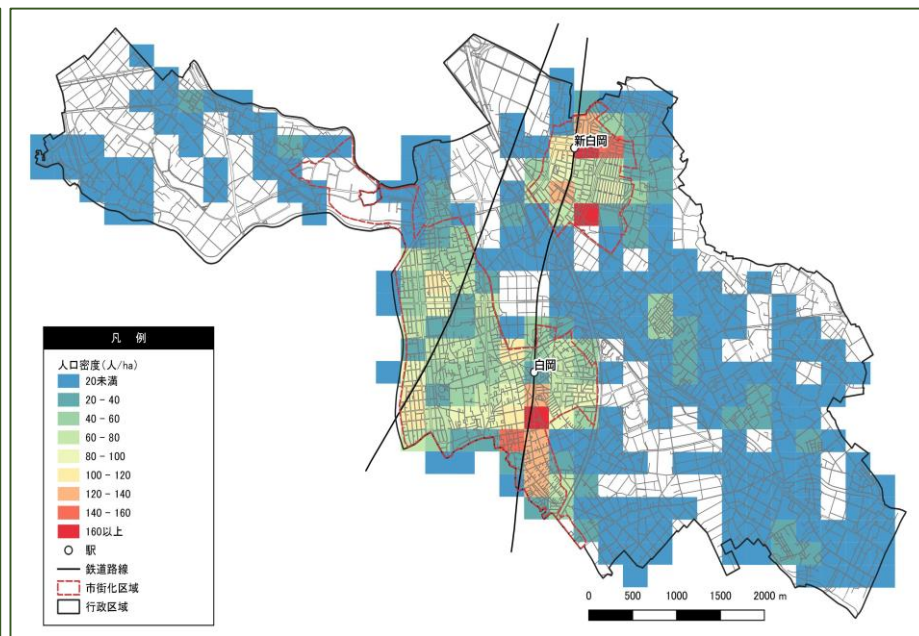 新白岡
白岡
凡 例
人口密度(人/ha)
20未満
20 - 40
40 - 60
60 - 80
80 - 100
100 - 120
120 - 140
140 - 160
160以上
駅
鉄道路線
市街化区域
行政区域
0 500 1000 1500 2000 m